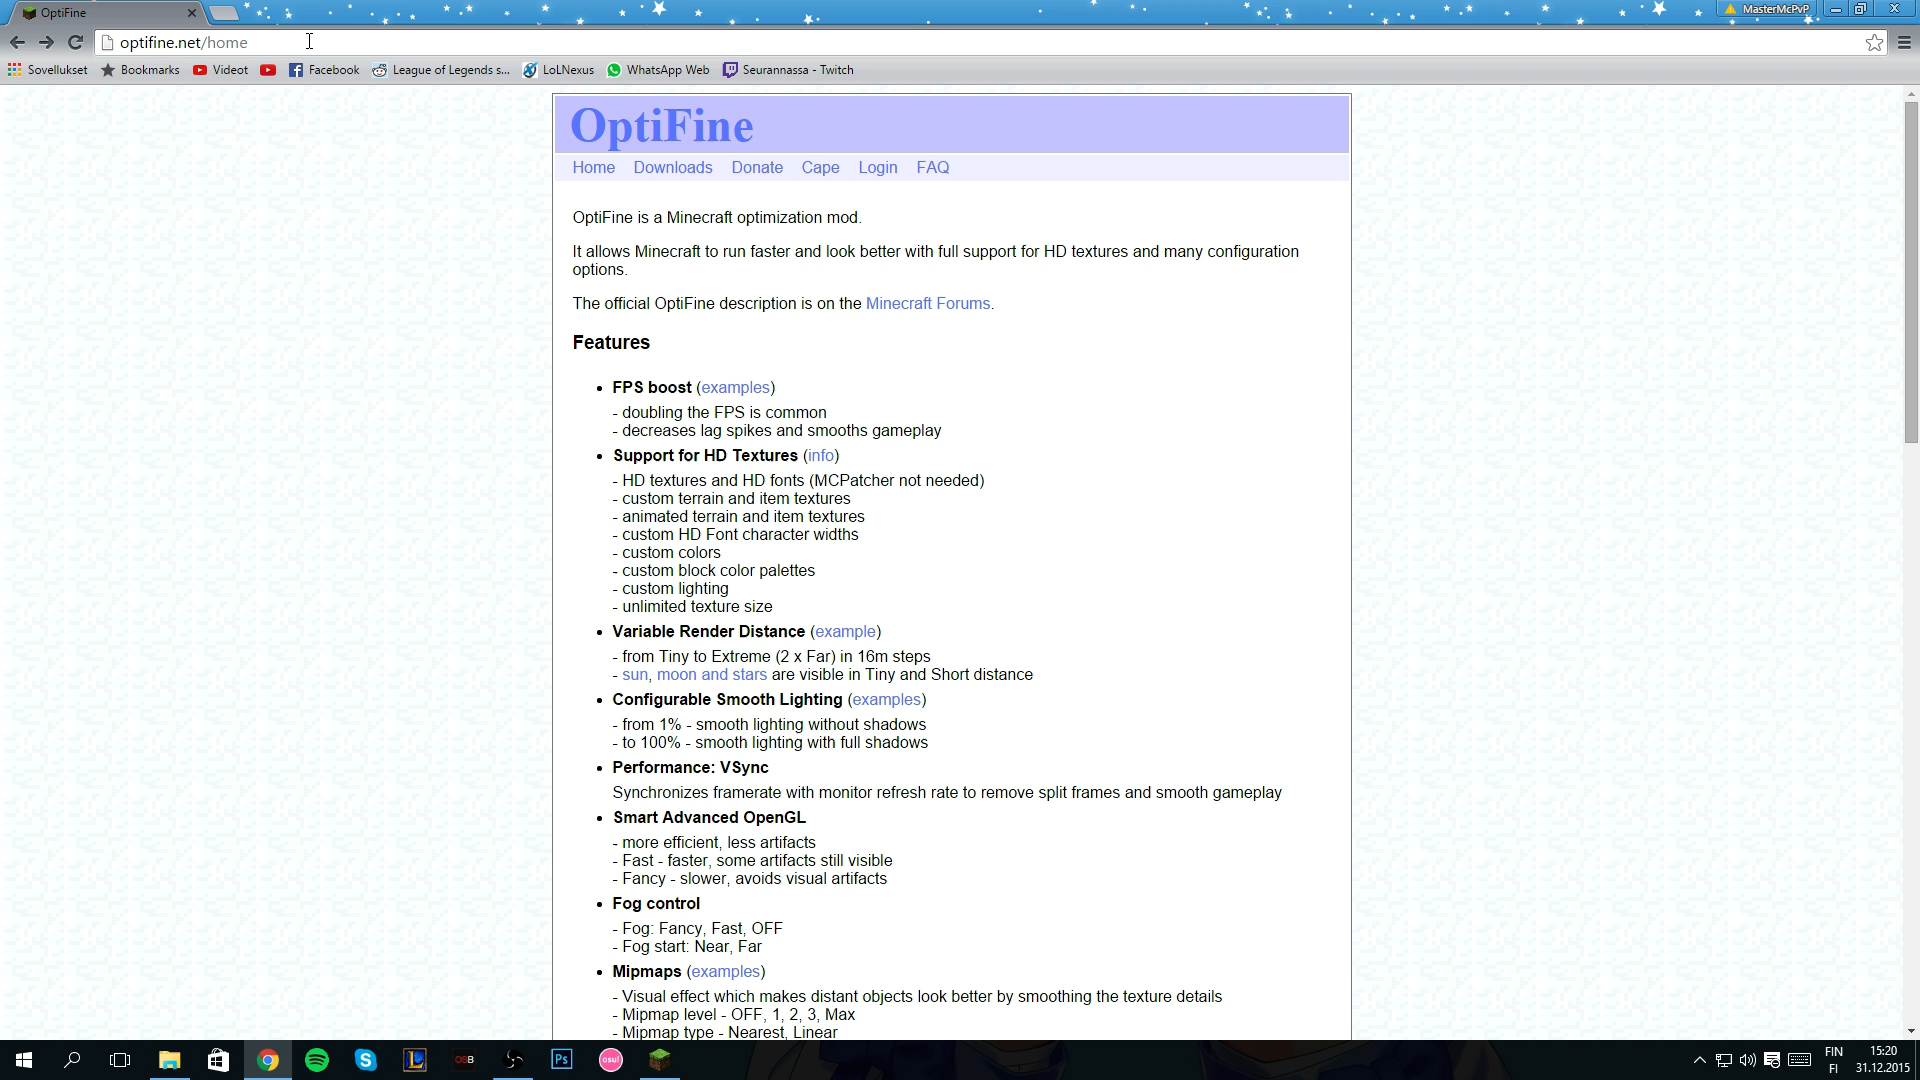 OptiFine
MasterMcPvP
optifine.net/home
Sovellukset Bookmarks Videot Facebook League of Legends s... LoLNexus WhatsApp Web Seurannassa - Twitch
OptiFine
Home Downloads Donate Cape Login FAQ
OptiFine is a Minecraft optimization mod.
It allows Minecraft to run faster and look better with full support for HD textures and many configuration
options.
The official OptiFine description is on the Minecraft Forums.
Features
• FPS boost (examples)
- doubling the FPS is common
- decreases lag spikes and smooths gameplay
• Support for HD Textures (info)
- HD textures and HD fonts (MCPatcher not needed)
- custom terrain and item textures
- animated terrain and item textures
- custom HD Font character widths
- custom colors
- custom block color palettes
- custom lighting
- unlimited texture size
• Variable Render Distance (example)
- from Tiny to Extreme (2 x Far) in 16m steps
- sun, moon and stars are visible in Tiny and Short distance
• Configurable Smooth Lighting (examples)
- from 1% - smooth lighting without shadows
- to 100% - smooth lighting with full shadows
• Performance: VSync
Synchronizes framerate with monitor refresh rate to remove split frames and smooth gameplay
• Smart Advanced OpenGL
- more efficient, less artifacts
- Fast - faster, some artifacts still visible
- Fancy - slower, avoids visual artifacts
• Fog control
- Fog: Fancy, Fast, OFF
- Fog start: Near, Far
• Mipmaps (examples)
- Visual effect which makes distant objects look better by smoothing the texture details
- Mipmap level - OFF, 1, 2, 3, Max
- Mipmap type - Nearest, Linear
OSB Ps osu!
FIN 15:20
FI 31.12.2015